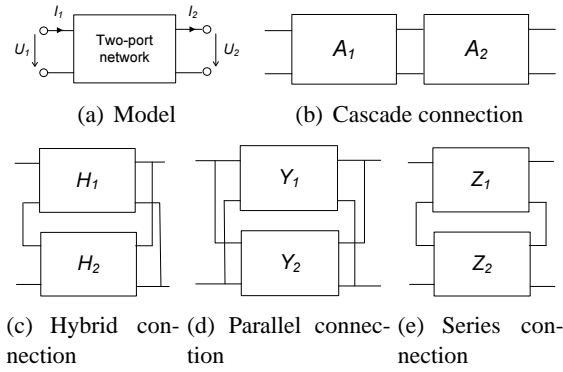 I1 I2
U1 Two-port network U2
A1 A2
(a) Model (b) Cascade connection
H1 Y1 Z1
H2 Y2 Z2
(c) Hybrid con- (d) Parallel connec- (e) Series con-
nection tion nection